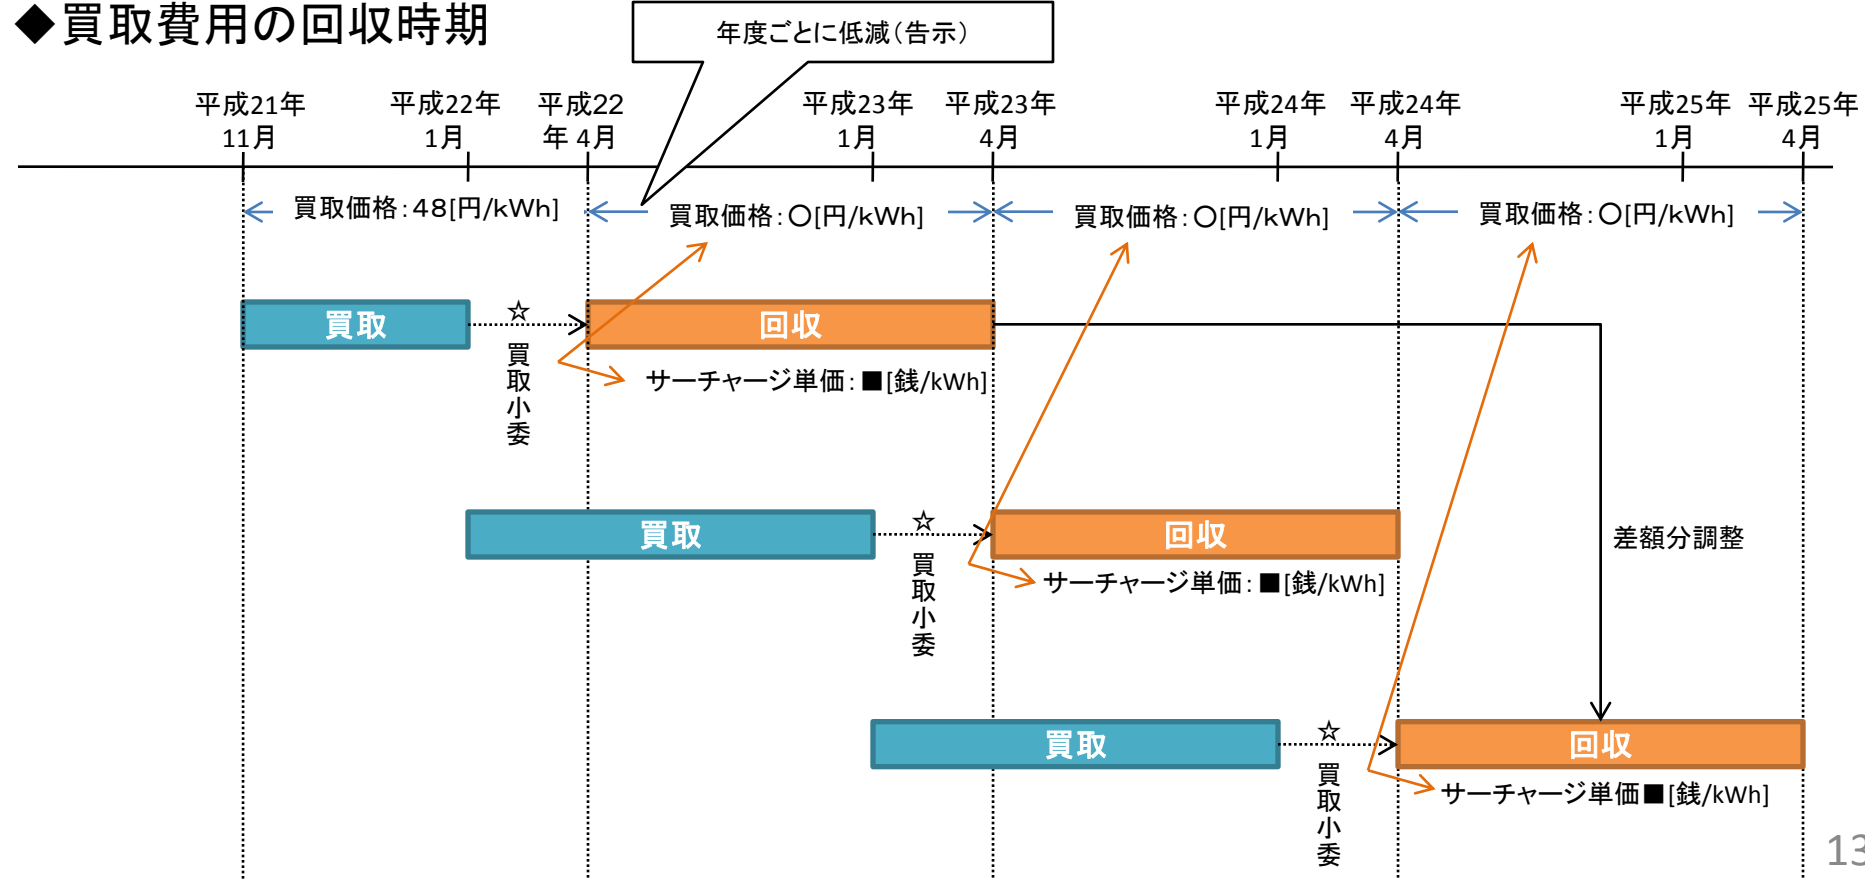 ◆買取費用の回収時期
年度ごとに低減(告示)
平成21年
11月
平成22年
1月
平成22
年 4月
平成23年
1月
平成23年
4月
平成24年
1月
平成24年
4月
平成25年
1月
平成25年
4月
買取価格:48[円/kWh]
買取価格:○[円/kWh]
買取価格:○[円/kWh]
買取価格:○[円/kWh]
買取
☆
買取小委
回収
サーチャージ単価:■[銭/kWh]
買取
☆
買取小委
回収
サーチャージ単価:■[銭/kWh]
差額分調整
買取
☆
買取小委
回収
サーチャージ単価■[銭/kWh]
13